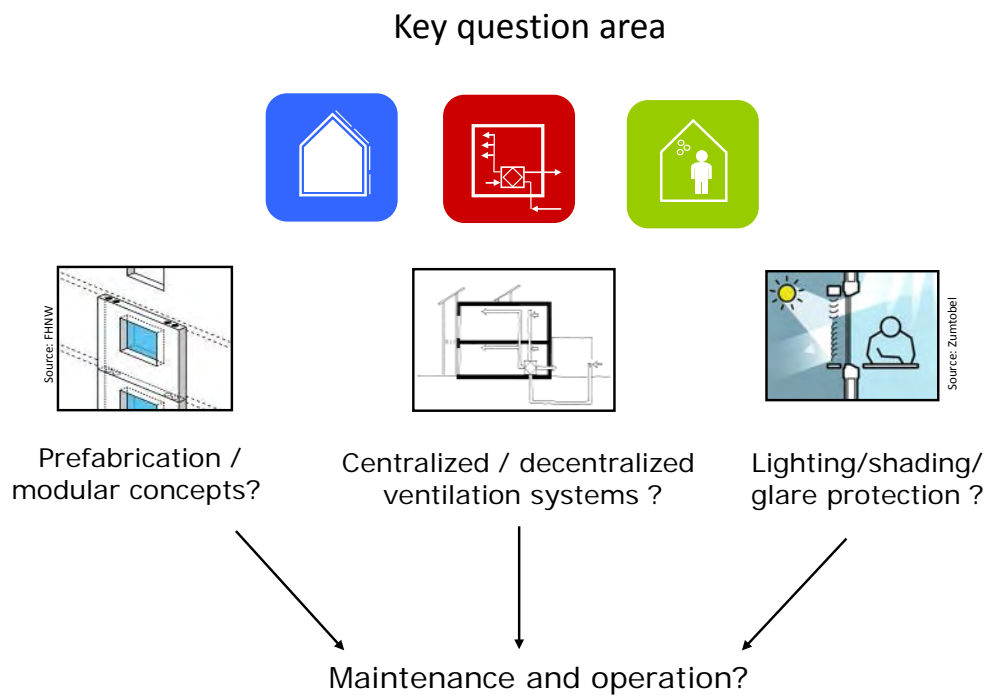 Key question area
Source: FHNW
Source: Zumtobel
Prefabrication /
modular concepts?
Centralized / decentralized
ventilation systems ?
Lighting/shading/
glare protection ?
Maintenance and operation?